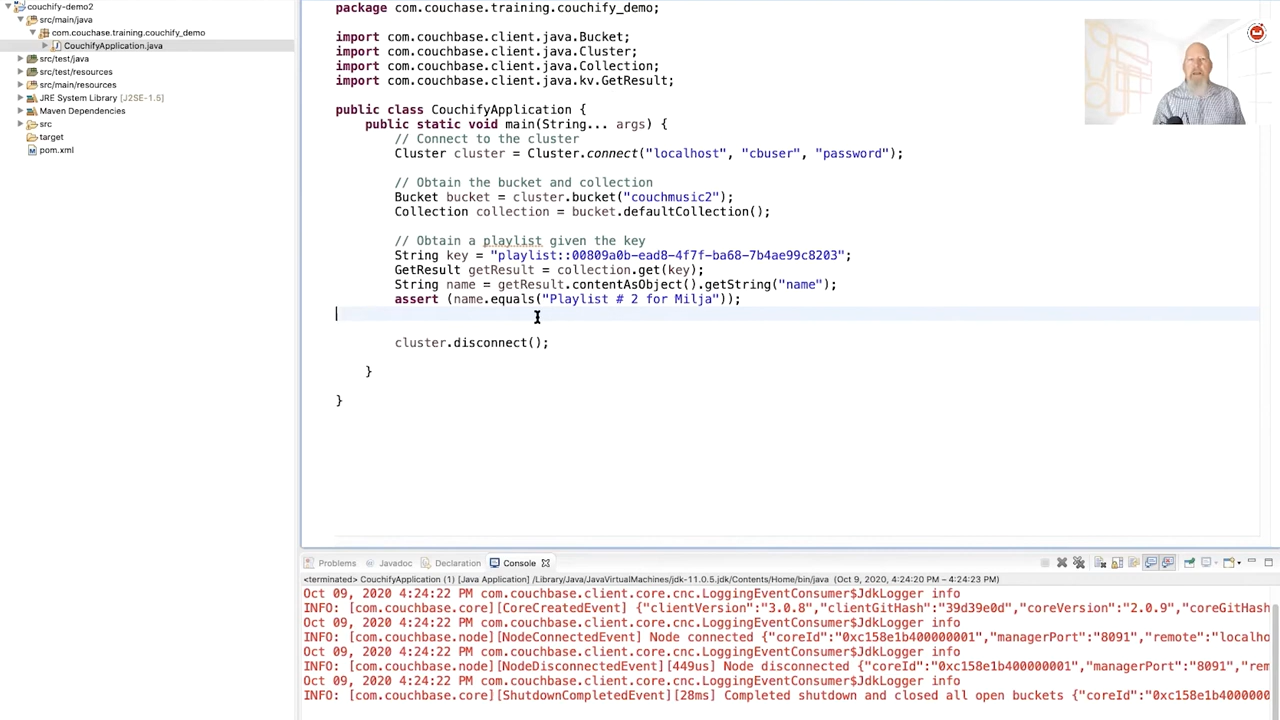 couchify-demo2
src/main/java
com.couchase.training.couchify_demo
CouchifyApplication.java
src/test/java
src/test/resources
src/main/resources
JRE System Library [J2SE-1.5]
Maven Dependencies
src
target
pom.xml
package com.couchase.training.couchify_demo;
import com.couchbase.client.java.Bucket;
import com.couchbase.client.java.Cluster;
import com.couchbase.client.java.Collection;
import com.couchbase.client.java.kv.GetResult;
public class CouchifyApplication {
public static void main(String... args) {
// Connect to the cluster
Cluster cluster = Cluster.connect("localhost", "cbuser", "password");
// Obtain the bucket and collection
Bucket bucket = cluster.bucket("couchmusic2");
Collection collection = bucket.defaultCollection();
// Obtain a playlist given the key
String key = "playlist::00809a0b-ead8-4f7f-ba68-7b4ae99c8203";
GetResult getResult = collection.get(key);
String name = getResult.contentAsObject().getString("name");
assert (name.equals("Playlist # 2 for Milja"));
cluster.disconnect();
}
}
Problems Javadoc Declaration Console
<terminated> CouchifyApplication (1) [Java Application] /Library/Java/JavaVirtualMachines/jdk-11.0.5.jdk/Contents/Home/bin/java (Oct 9, 2020 4:24:20 PM – 4:24:23 PM)
Oct 09, 2020 4:24:22 PM com.couchbase.client.core.cnc.LoggingEventConsumer$JdkLogger info
INFO: [com.couchbase.core][CoreCreatedEvent] {"clientVersion":"3.0.8","clientGitHash":"39d39e0d","coreVersion":"2.0.9","coreGitHash
Oct 09, 2020 4:24:22 PM com.couchbase.client.core.cnc.LoggingEventConsumer$JdkLogger info
INFO: [com.couchbase.node][NodeConnectedEvent] Node connected {"coreId":"0xc158e1b400000001","managerPort":"8091","remote":"localho
Oct 09, 2020 4:24:22 PM com.couchbase.client.core.cnc.LoggingEventConsumer$JdkLogger info
INFO: [com.couchbase.node][NodeDisconnectedEvent][449us] Node disconnected {"coreId":"0xc158e1b400000001","managerPort":"8091","rem
Oct 09, 2020 4:24:22 PM com.couchbase.client.core.cnc.LoggingEventConsumer$JdkLogger info
INFO: [com.couchbase.core][ShutdownCompletedEvent][28ms] Completed shutdown and closed all open buckets {"coreId":"0xc158e1b4000000